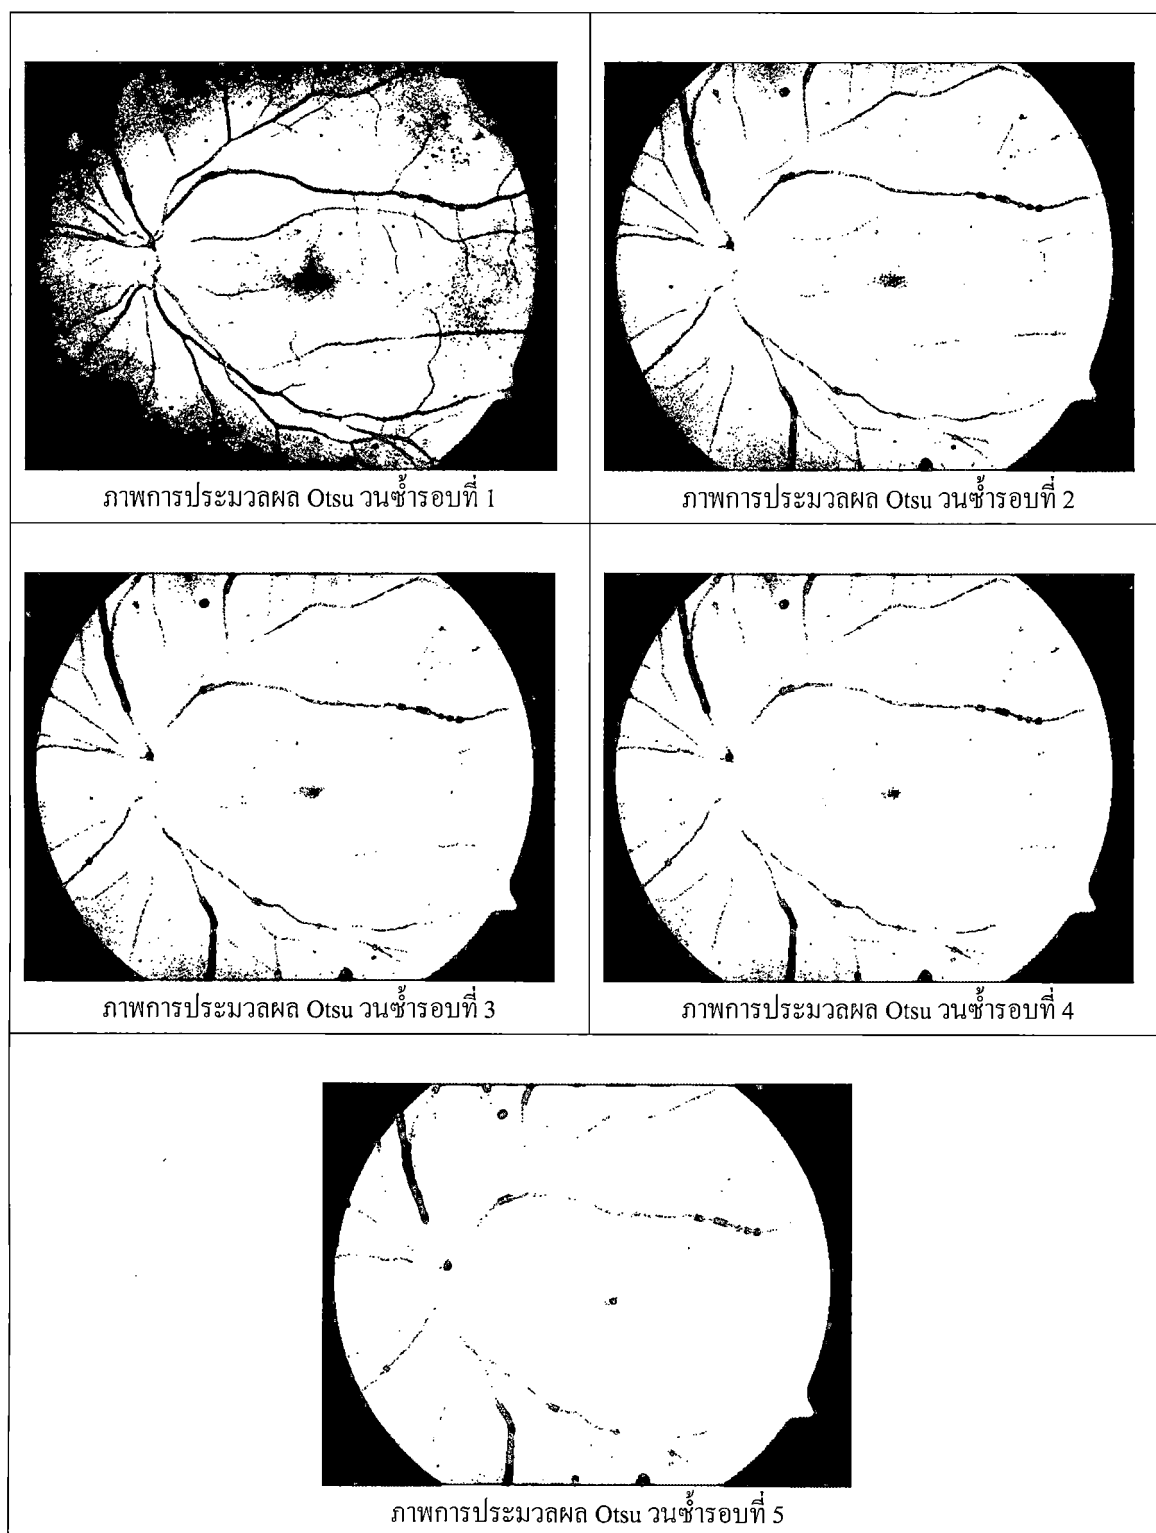 ภาพการประมวลผล Otsu วนซ้ำรอบที่ 1
ภาพการประมวลผล Otsu วนซ้ำรอบที่ 2
ภาพการประมวลผล Otsu วนซ้ำรอบที่ 3
ภาพการประมวลผล Otsu วนซ้ำรอบที่ 4
ภาพการประมวลผล Otsu วนซ้ำรอบที่ 5